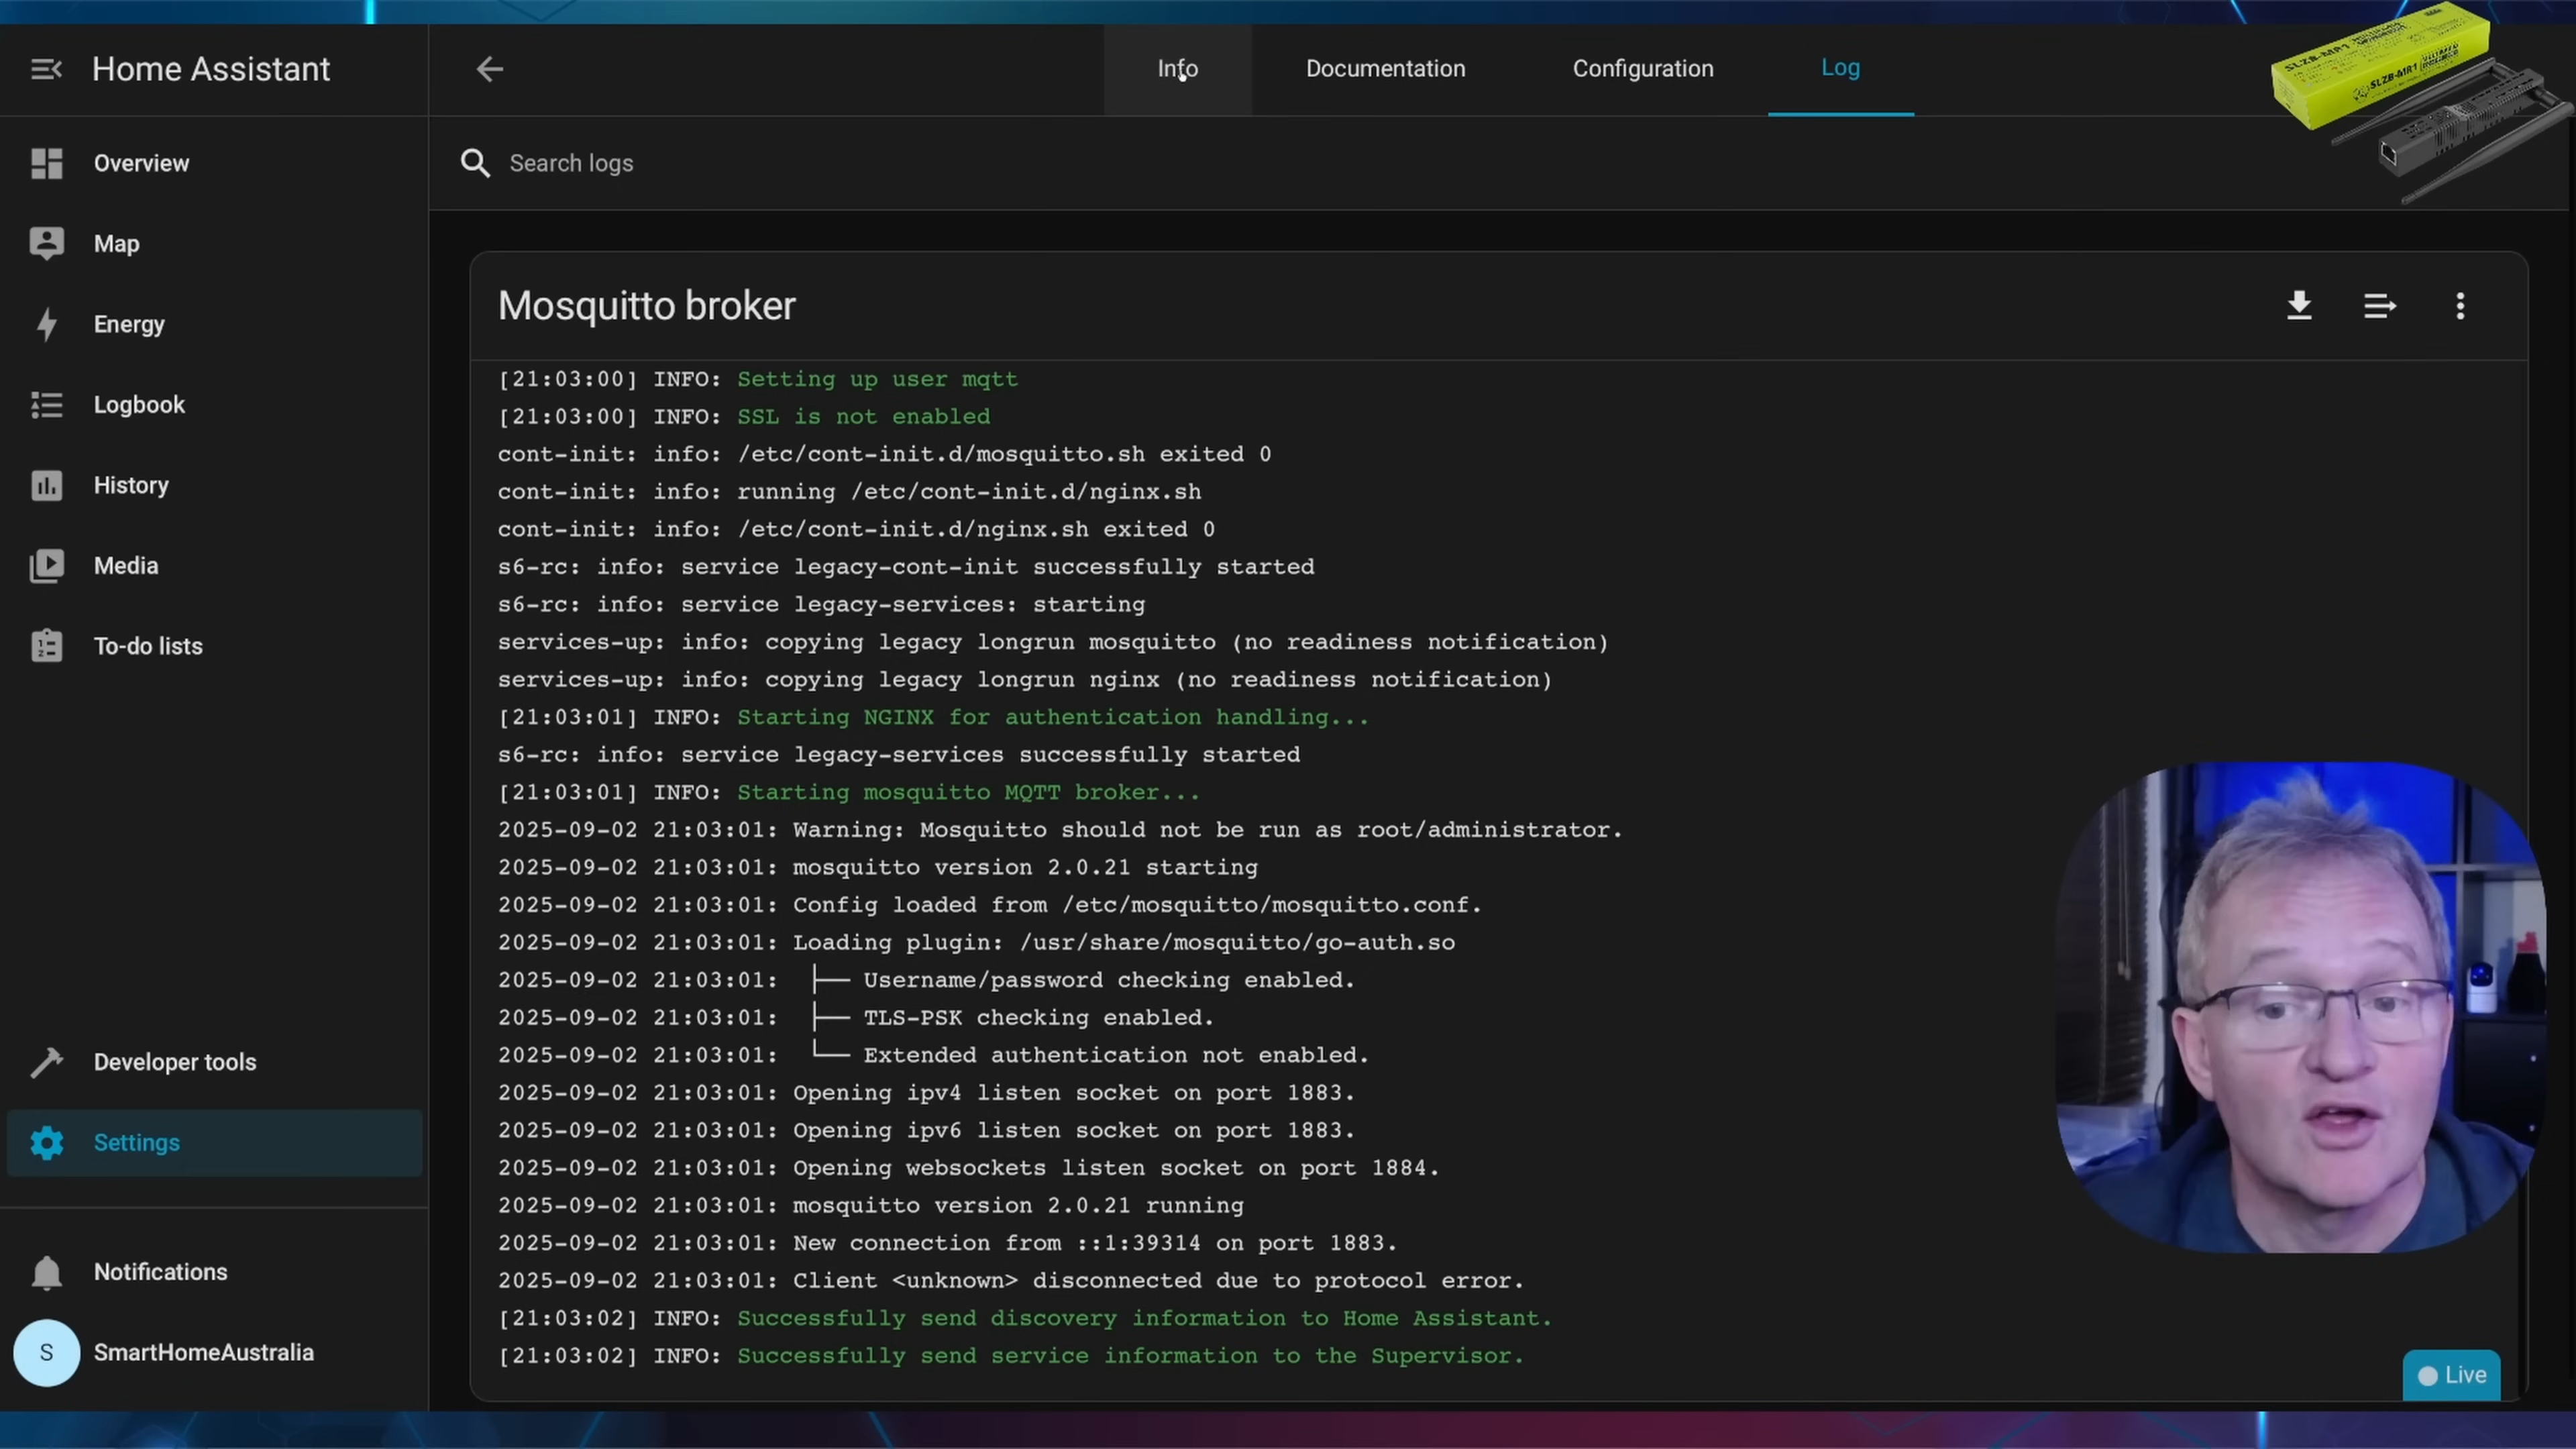 Home Assistant
Info
Documentation
Configuration
Log
SLZB-MR1
SLZB-MR1
Overview
Map
Energy
Logbook
History
Media
To-do lists
Developer tools
Settings
Notifications
S
SmartHomeAustralia
Search logs
Mosquitto broker
[21:03:00] INFO: Setting up user mqtt
[21:03:00] INFO: SSL is not enabled
cont-init: info: /etc/cont-init.d/mosquitto.sh exited 0
cont-init: info: running /etc/cont-init.d/nginx.sh
cont-init: info: /etc/cont-init.d/nginx.sh exited 0
s6-rc: info: service legacy-cont-init successfully started
s6-rc: info: service legacy-services: starting
services-up: info: copying legacy longrun mosquitto (no readiness notification)
services-up: info: copying legacy longrun nginx (no readiness notification)
[21:03:01] INFO: Starting NGINX for authentication handling...
s6-rc: info: service legacy-services successfully started
[21:03:01] INFO: Starting mosquitto MQTT broker...
2025-09-02 21:03:01: Warning: Mosquitto should not be run as root/administrator.
2025-09-02 21:03:01: mosquitto version 2.0.21 starting
2025-09-02 21:03:01: Config loaded from /etc/mosquitto/mosquitto.conf.
2025-09-02 21:03:01: Loading plugin: /usr/share/mosquitto/go-auth.so
2025-09-02 21:03:01: ├── Username/password checking enabled.
2025-09-02 21:03:01: ├── TLS-PSK checking enabled.
2025-09-02 21:03:01: └── Extended authentication not enabled.
2025-09-02 21:03:01: Opening ipv4 listen socket on port 1883.
2025-09-02 21:03:01: Opening ipv6 listen socket on port 1883.
2025-09-02 21:03:01: Opening websockets listen socket on port 1884.
2025-09-02 21:03:01: mosquitto version 2.0.21 running
2025-09-02 21:03:01: New connection from ::1:39314 on port 1883.
2025-09-02 21:03:01: Client <unknown> disconnected due to protocol error.
[21:03:02] INFO: Successfully send discovery information to Home Assistant.
[21:03:02] INFO: Successfully send service information to the Supervisor.
Live